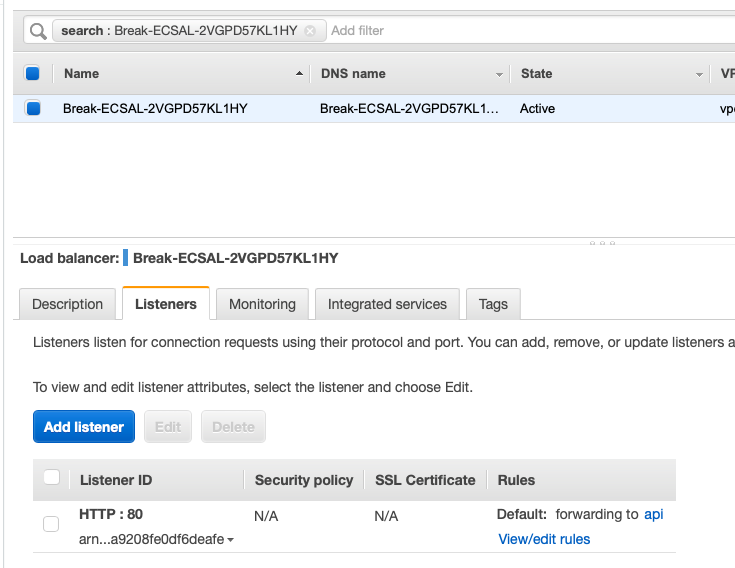 search : Break-ECSAL-2VGPD57KL1HY Add filter
Name DNS name State
Break-ECSAL-2VGPD57KL1HY Break-ECSAL-2VGPD57KL1... Active
Load balancer: Break-ECSAL-2VGPD57KL1HY
Description Listeners Monitoring Integrated services Tags
Listeners listen for connection requests using their protocol and port. You can add, remove, or update listeners
To view and edit listener attributes, select the listener and choose Edit.
Add listener Edit Delete
Listener ID Security policy SSL Certificate Rules
HTTP : 80 N/A N/A Default: forwarding to api
arn...a9208fe0df6deafe View/edit rules